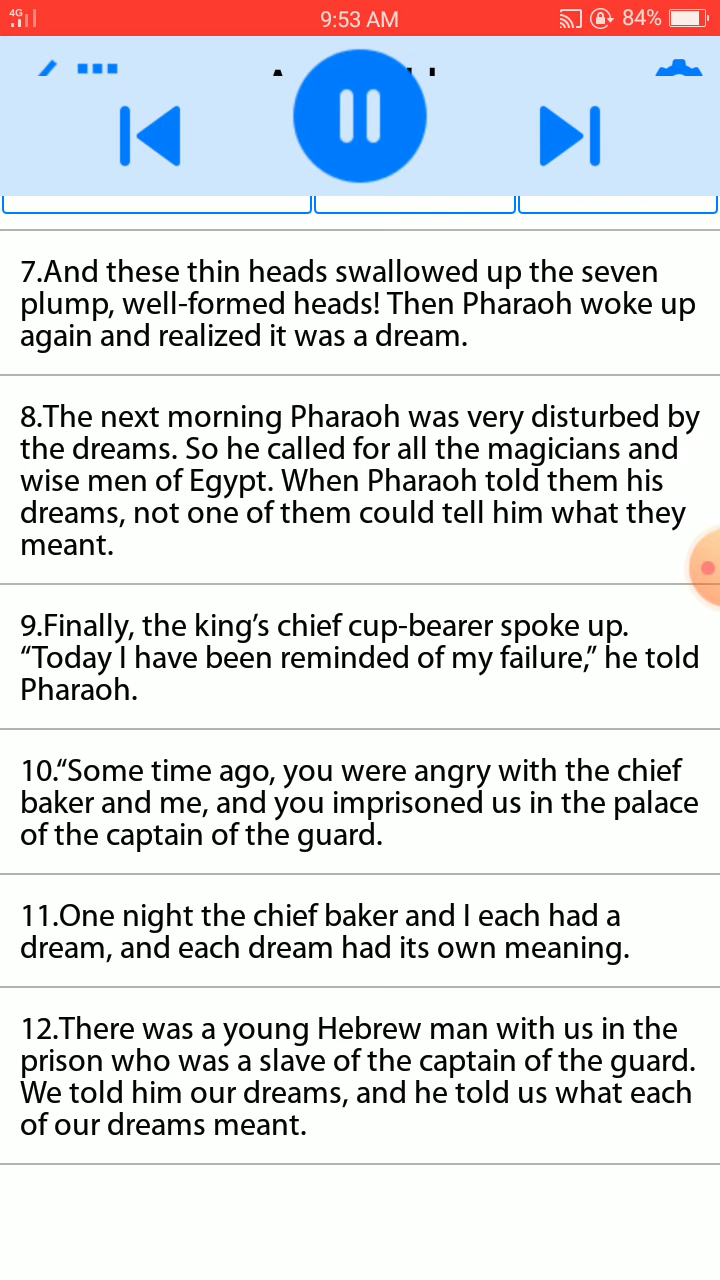 4G
9:53 AM
84%
7.And these thin heads swallowed up the seven
plump, well-formed heads! Then Pharaoh woke up
again and realized it was a dream.
8.The next morning Pharaoh was very disturbed by
the dreams. So he called for all the magicians and
wise men of Egypt. When Pharaoh told them his
dreams, not one of them could tell him what they
meant.
9.Finally, the king’s chief cup-bearer spoke up.
“Today I have been reminded of my failure,” he told
Pharaoh.
10.“Some time ago, you were angry with the chief
baker and me, and you imprisoned us in the palace
of the captain of the guard.
11.One night the chief baker and I each had a
dream, and each dream had its own meaning.
12.There was a young Hebrew man with us in the
prison who was a slave of the captain of the guard.
We told him our dreams, and he told us what each
of our dreams meant.